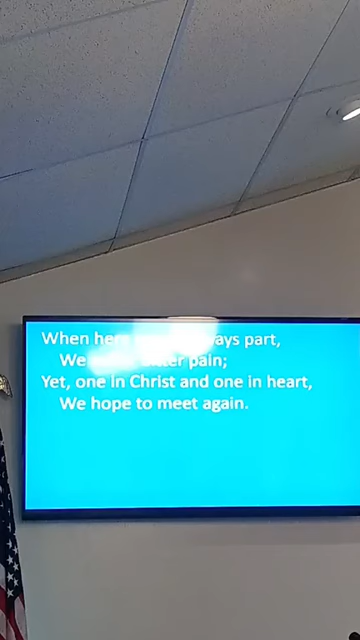 When here ways part,
We bitter pain;
Yet, one in Christ and one in heart,
We hope to meet again.